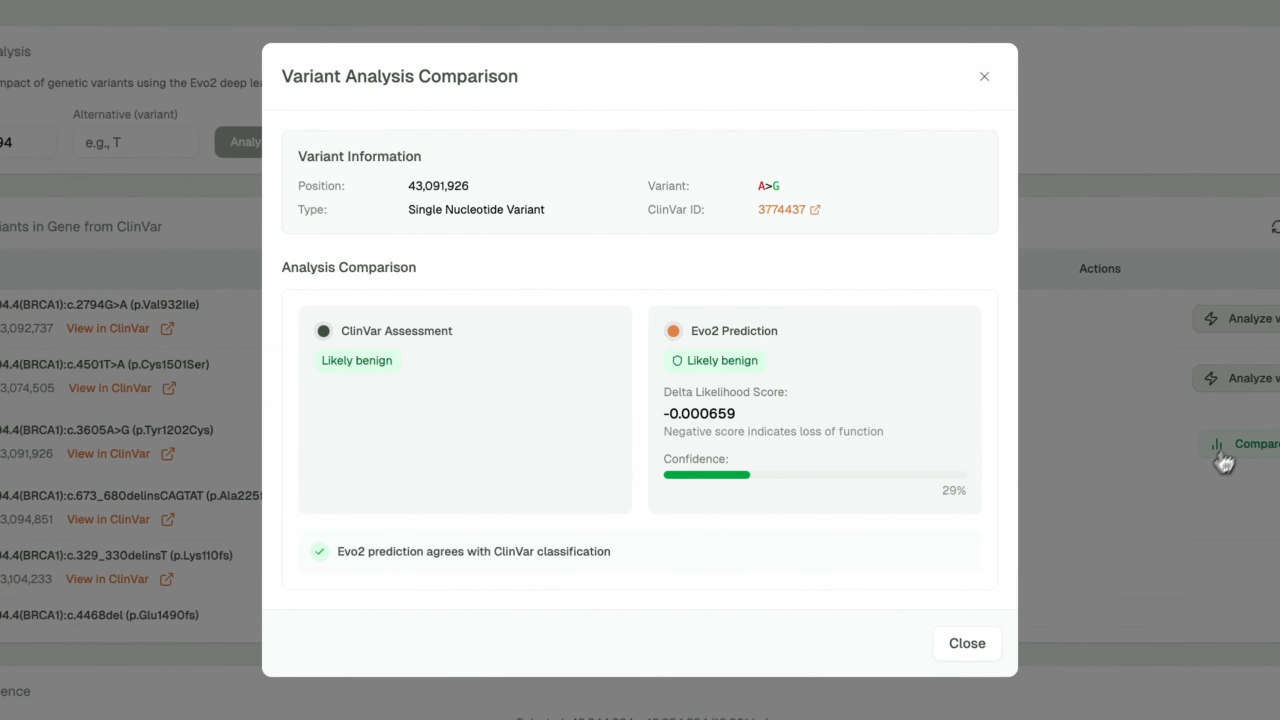 Variant Analysis Comparison
Variant Information
Position: 43,091,926 Variant: A>G
Type: Single Nucleotide Variant ClinVar ID: 3774437
Analysis Comparison
ClinVar Assessment
Likely benign
Evo2 Prediction
Likely benign
Delta Likelihood Score:
-0.000659
Negative score indicates loss of function
Confidence:
29%
Evo2 prediction agrees with ClinVar classification
Close
alysis
mpact of genetic variants using the Evo2 deep lea
Alternative (variant)
94 e.g., T Analy
iants in Gene from ClinVar
Actions
94.4(BRCA1):c.2794G>A (p.Val932Ile)
3,092,737 View in ClinVar
Analyze w
94.4(BRCA1):c.4501T>A (p.Cys1501Ser)
3,074,505 View in ClinVar
Analyze w
94.4(BRCA1):c.3605A>G (p.Tyr1202Cys)
3,091,926 View in ClinVar
Compare
94.4(BRCA1):c.673_680delinsCAGTAT (p.Ala225f
3,094,851 View in ClinVar
94.4(BRCA1):c.329_330delinsT (p.Lys110fs)
3,104,233 View in ClinVar
94.4(BRCA1):c.4468del (p.Glu1490fs)
ence